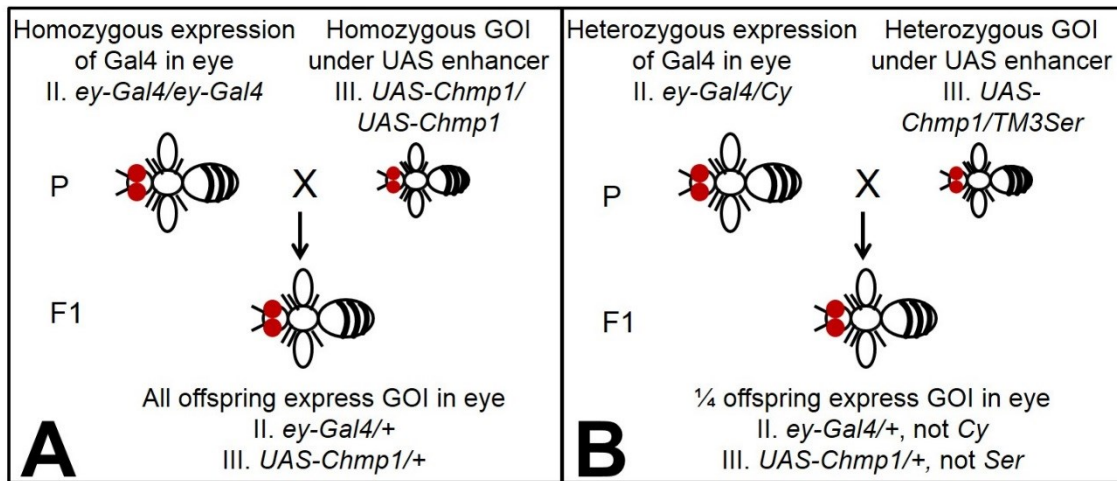 Homozygous expression
of Gal4 in eye
II. ey-Gal4/ey-Gal4
Homozygous GOI
under UAS enhancer
III. UAS-Chmp1/
UAS-Chmp1
P
X
F1
All offspring express GOI in eye
II. ey-Gal4/+
III. UAS-Chmp1/+
A
Heterozygous expression
of Gal4 in eye
II. ey-Gal4/Cy
Heterozygous GOI
under UAS enhancer
III. UAS-
Chmp1/TM3Ser
P
X
F1
¼ offspring express GOI in eye
II. ey-Gal4/+, not Cy
III. UAS-Chmp1/+, not Ser
B